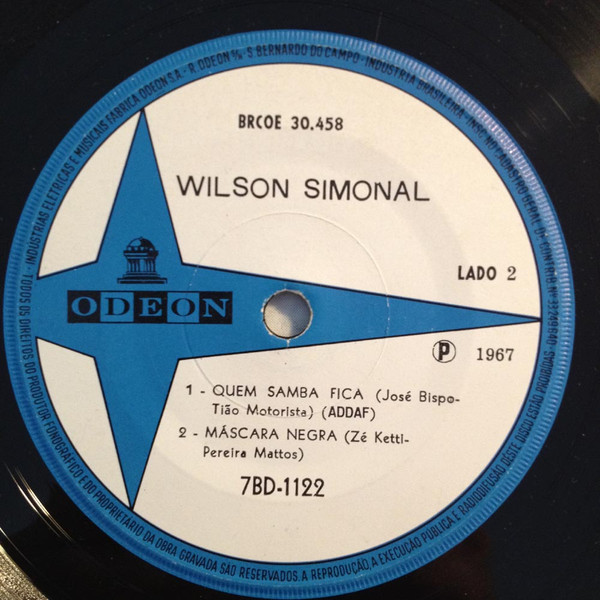 INDUSTRIAS ELÉTRICAS E MUSICAIS FÁBRICA ODEON S.A. - R. ODEON S/N - S. BERNARDO DO CAMPO - INDÚSTRIA BRASILEIRA
BRCOE 30.458
WILSON SIMONAL
LADO 2
ODEON
P 1967
1 - QUEM SAMBA FICA (José Bispo-
Tião Motorista) (ADDAF)
2 - MÁSCARA NEGRA (Zé Ketti-
Pereira Mattos)
7BD-1122
TODOS OS DIREITOS DO PRODUTOR FONOGRÁFICO E DO PROPRIETÁRIO DA OBRA GRAVADA SÃO RESERVADOS. A REPRODUÇÃO, A EXECUÇÃO PÚBLICA E RADIODIFUSÃO DESTE DISCO ESTÃO PROIBIDAS